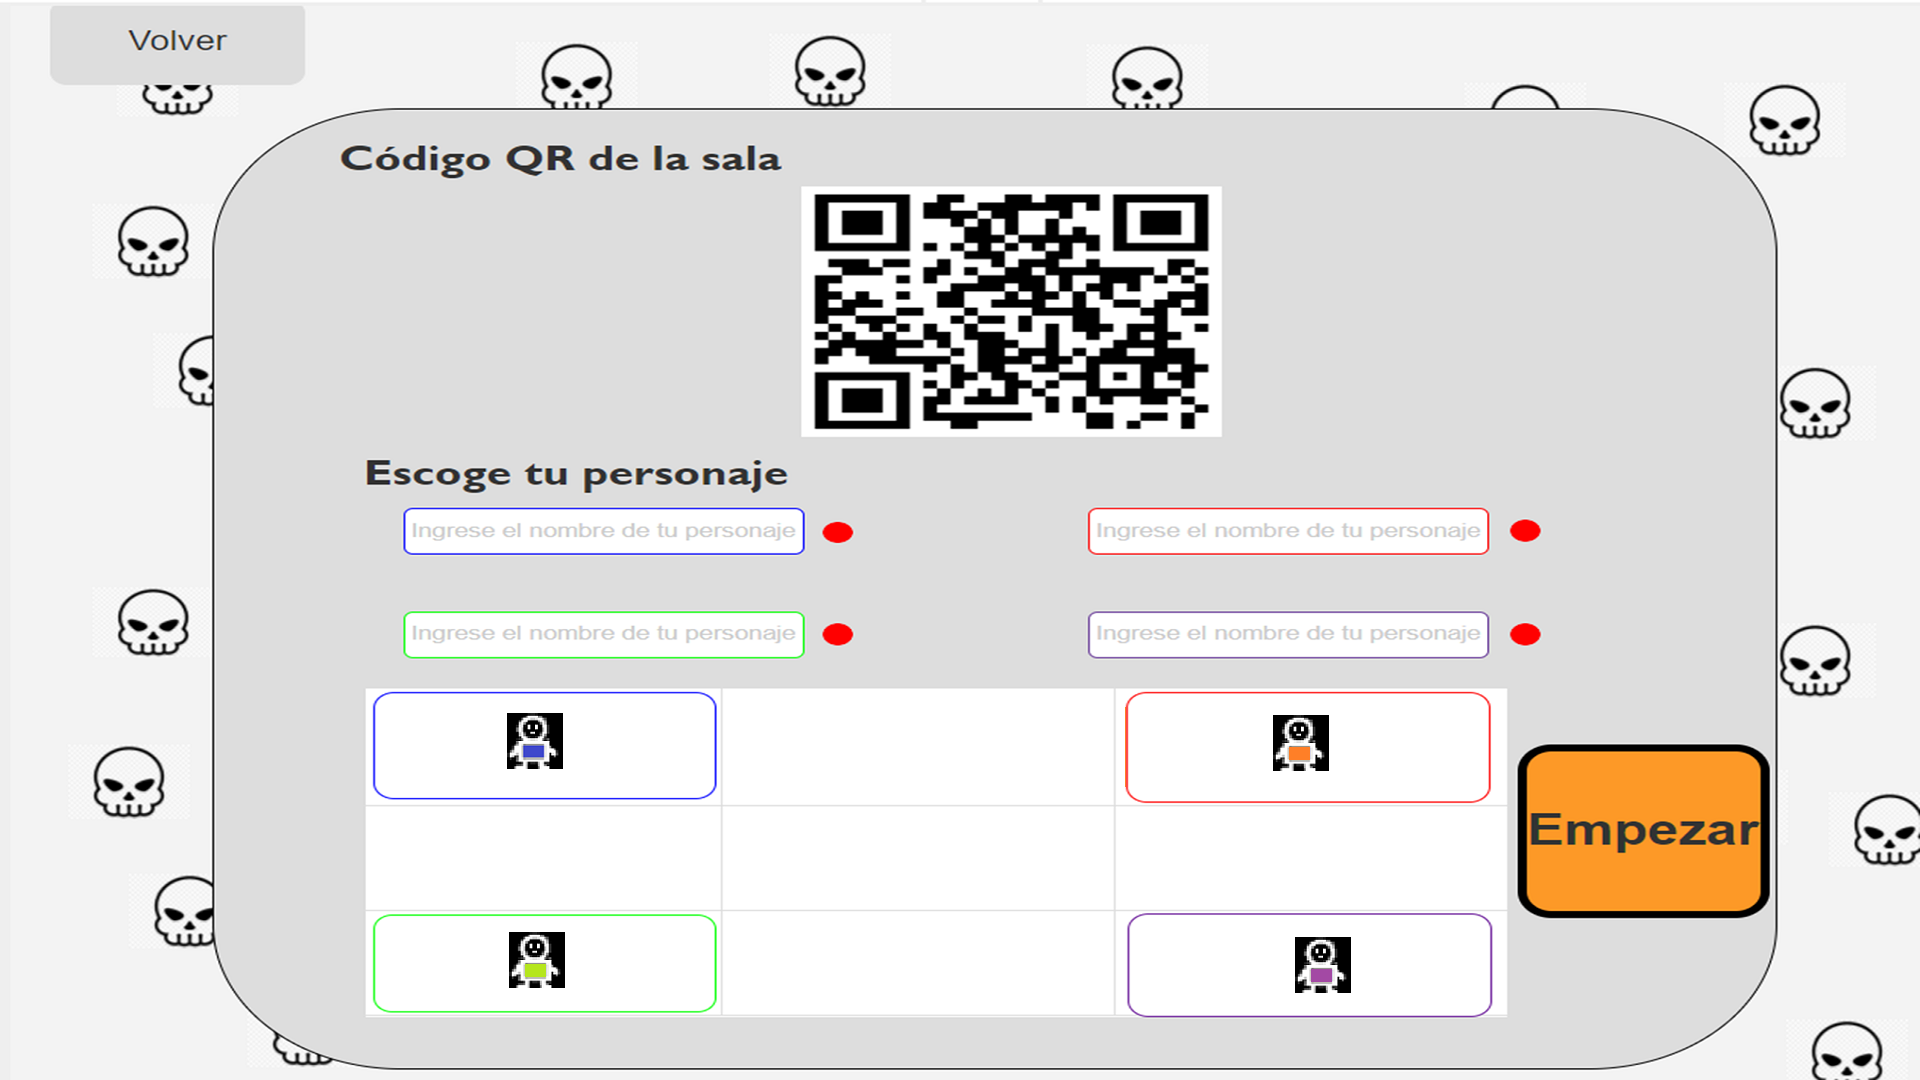 Volver
Código QR de la sala
Escoge tu personaje
Ingrese el nombre de tu personaje
Ingrese el nombre de tu personaje
Ingrese el nombre de tu personaje
Ingrese el nombre de tu personaje
Empezar